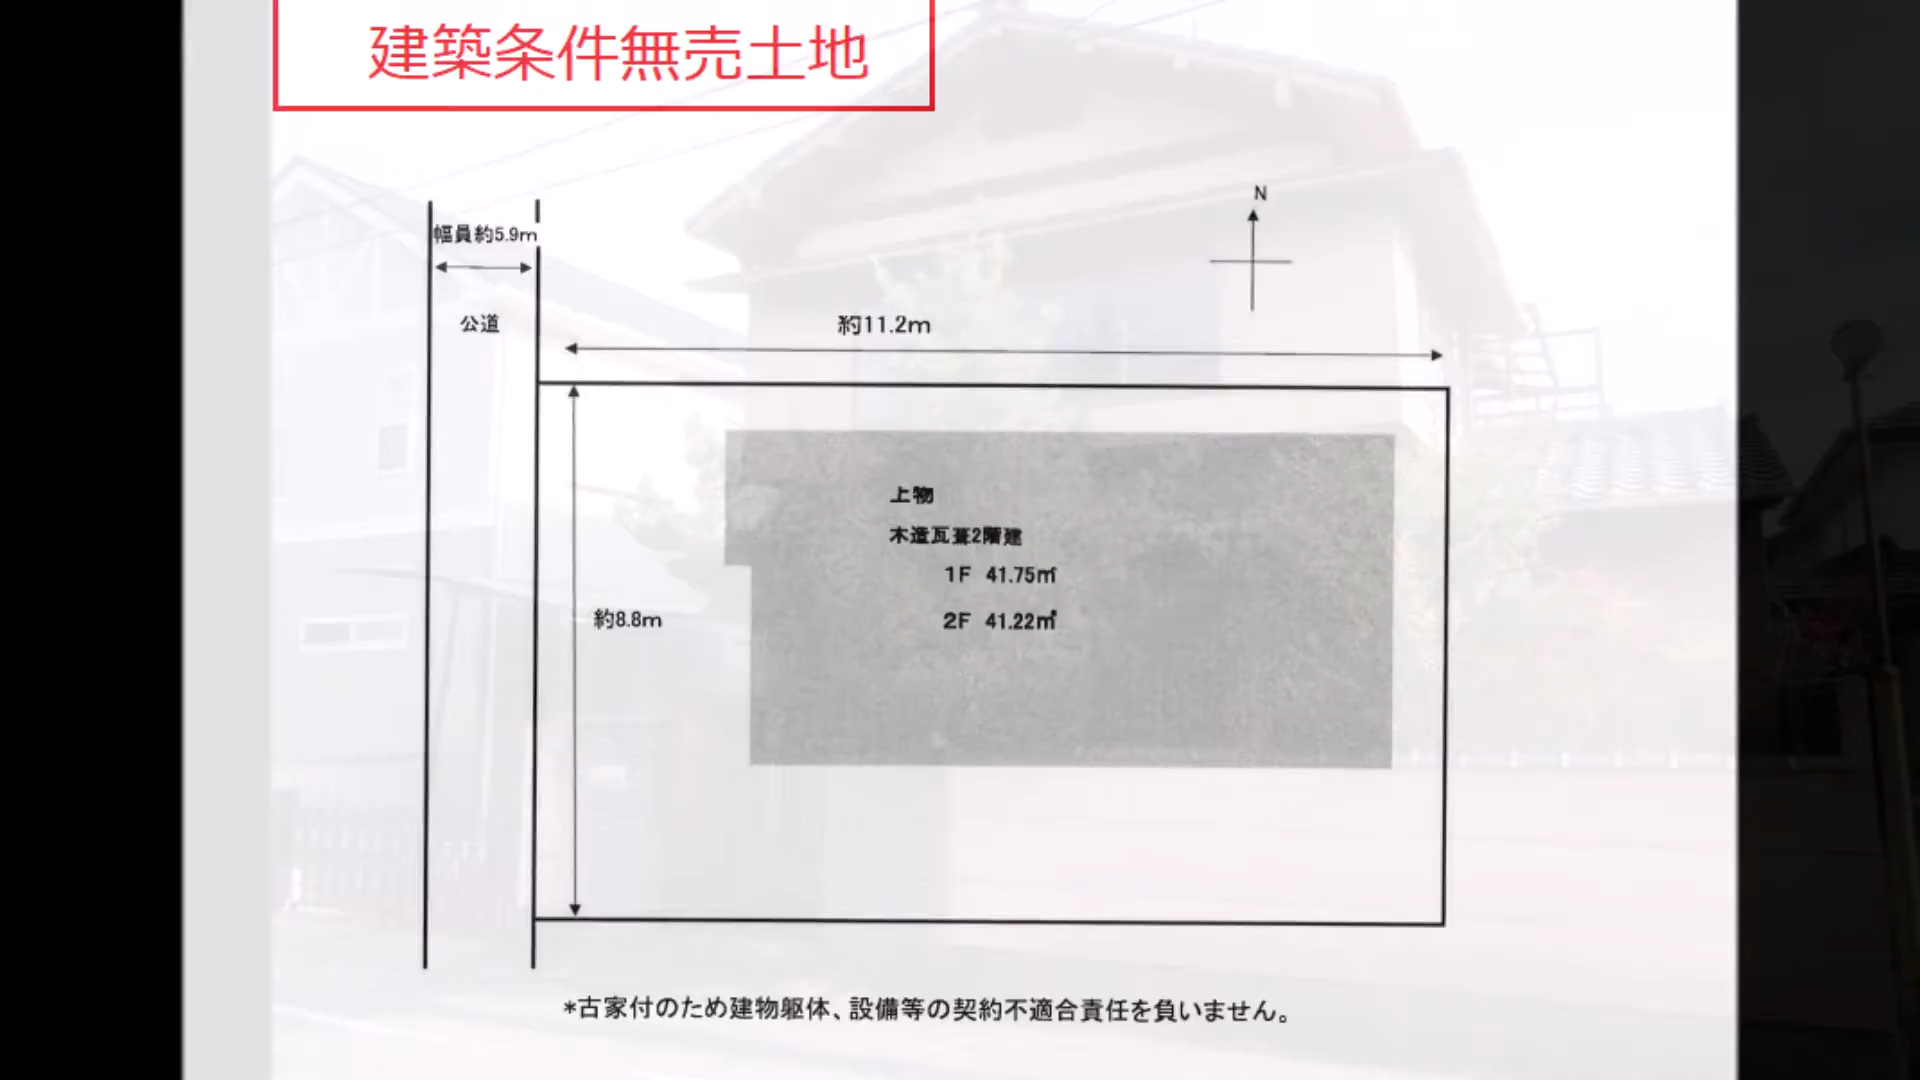 建築条件無売土地
N
幅員約5.9m
公道
約11.2m
上物
木造瓦葺2階建
1F 41.75㎡
2F 41.22㎡
約8.8m
*古家付のため建物躯体、設備等の契約不適合責任を負いません。